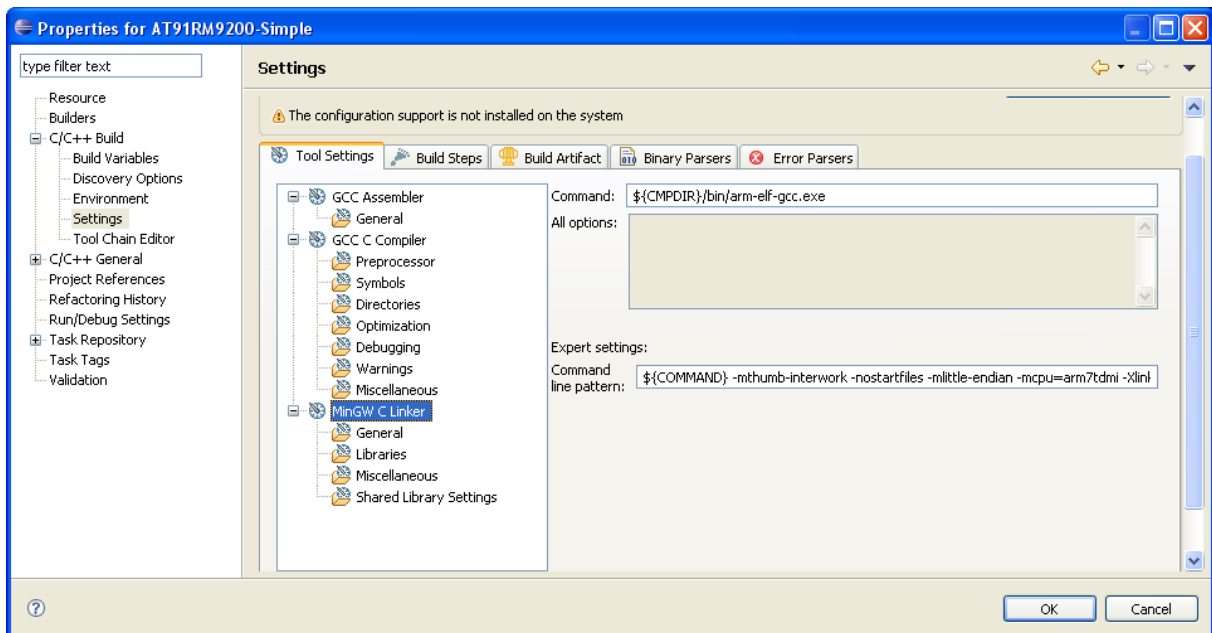 Properties for AT91RM9200-Simple
type filter text
Settings
Resource
Builders
C/C++ Build
Build Variables
Discovery Options
Environment
Settings
Tool Chain Editor
C/C++ General
Project References
Refactoring History
Run/Debug Settings
Task Repository
Task Tags
Validation
The configuration support is not installed on the system
Tool Settings Build Steps Build Artifact Binary Parsers Error Parsers
GCC Assembler
General
GCC C Compiler
Preprocessor
Symbols
Directories
Optimization
Debugging
Warnings
Miscellaneous
MinGW C Linker
General
Libraries
Miscellaneous
Shared Library Settings
Command: ${CMPDIR}/bin/arm-elf-gcc.exe
All options:
Expert settings:
Command
line pattern: ${COMMAND} -mthumb-interwork -nostartfiles -mlittle-endian -mcpu=arm7tdmi
OK Cancel